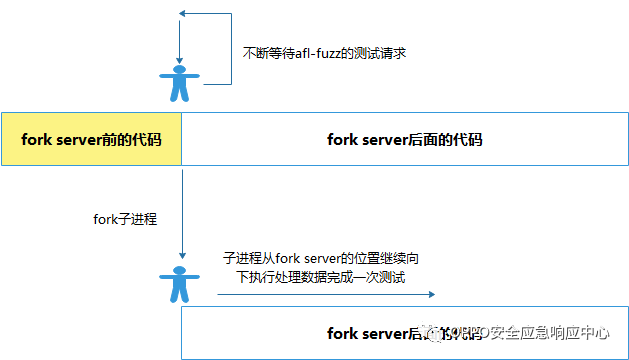 不断等待afl-fuzz的测试请求
fork server前的代码
fork server后面的代码
fork子进程
子进程从fork server的位置继续向
下执行处理数据完成一次测试
fork server后面的代码
OPPO安全应急响应中心